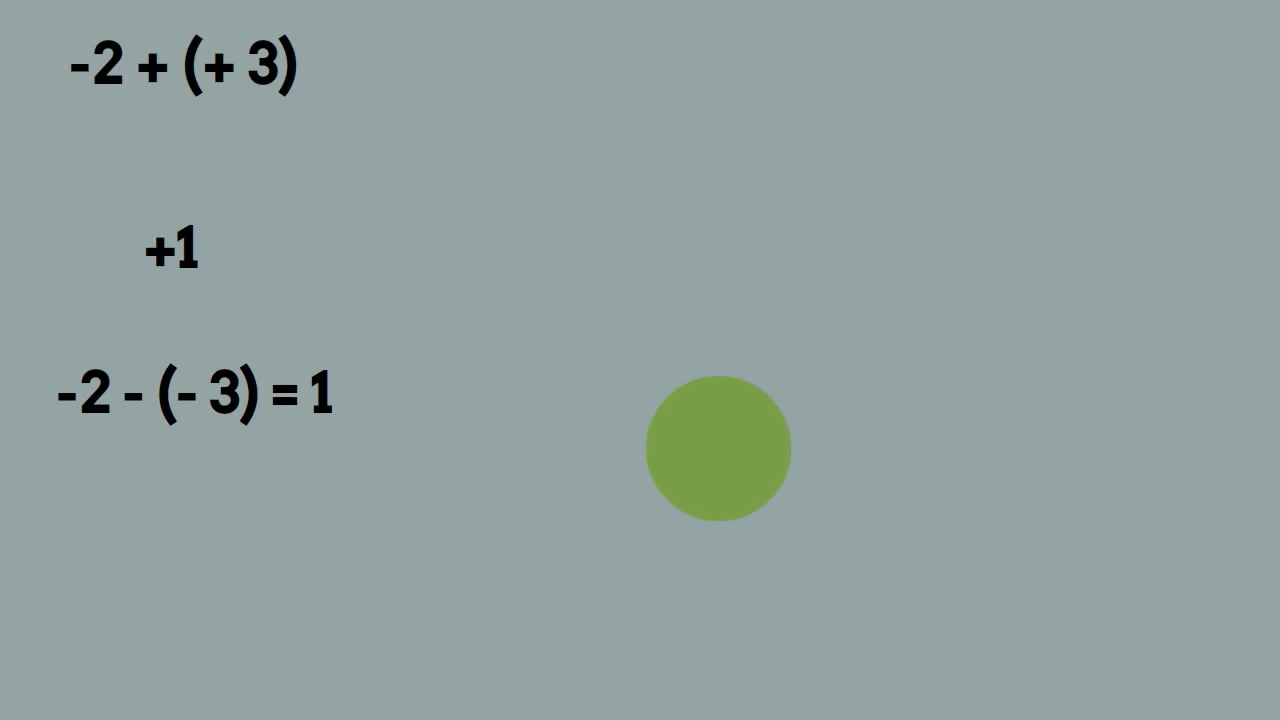 -2 + (+ 3)
+1
-2 - (- 3) = 1